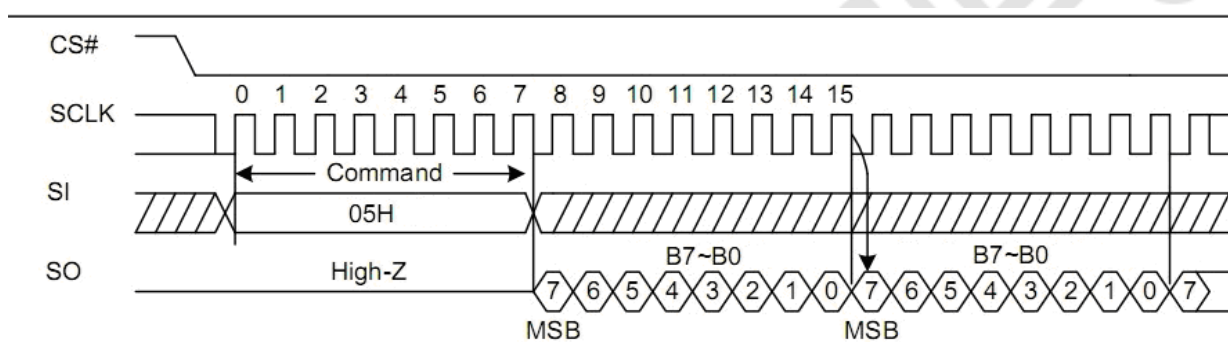 CS#
0 1 2 3 4 5 6 7 8 9 10 11 12 13 14 15
SCLK
Command
SI
05H
B7~B0 B7~B0
SO High-Z
7 6 5 4 3 2 1 0 7 6 5 4 3 2 1 0 7
MSB MSB